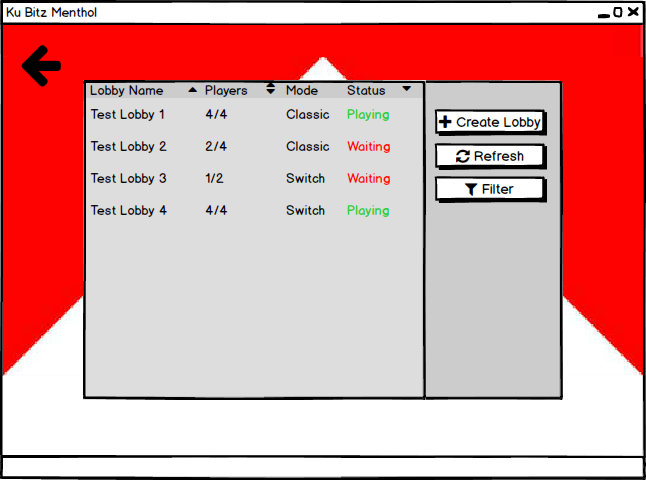 Ku Bitz Menthol
Lobby Name Players Mode Status
Test Lobby 1 4/4 Classic Playing
Test Lobby 2 2/4 Classic Waiting
Test Lobby 3 1/2 Switch Waiting
Test Lobby 4 4/4 Switch Playing
Create Lobby
Refresh
Filter